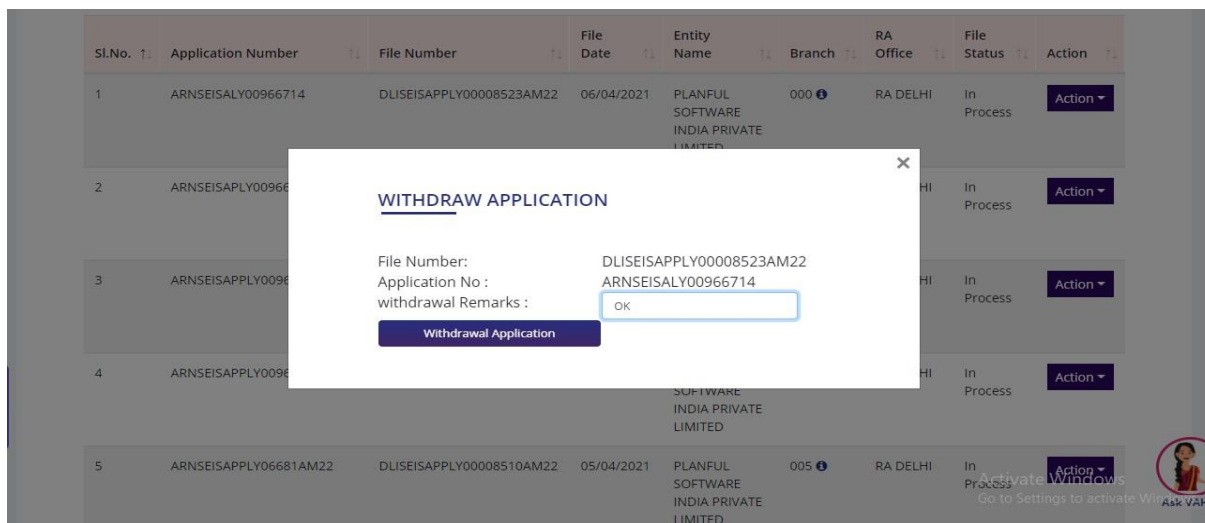 Sl.No. Application Number File Number File Date Entity Name Branch RA Office File Status Action
1 ARNSEISALY00966714 DLISEISAPPLY00008523AM22 06/04/2021 PLANFUL SOFTWARE INDIA PRIVATE LIMITED 000 RA DELHI In Process Action
2 In Process Action
WITHDRAW APPLICATION
File Number: DLISEISAPPLY00008523AM22
Application No : ARNSEISALY00966714
withdrawal Remarks : OK
Withdrawal Application
3 In Process Action
4 SOFTWARE INDIA PRIVATE LIMITED In Process Action
5 ARNSEISAPPLY06681AM22 DLISEISAPPLY00008510AM22 05/04/2021 PLANFUL SOFTWARE INDIA PRIVATE LIMITED 005 RA DELHI In Process Action
Activate Windows
Go to Settings to activate Windows